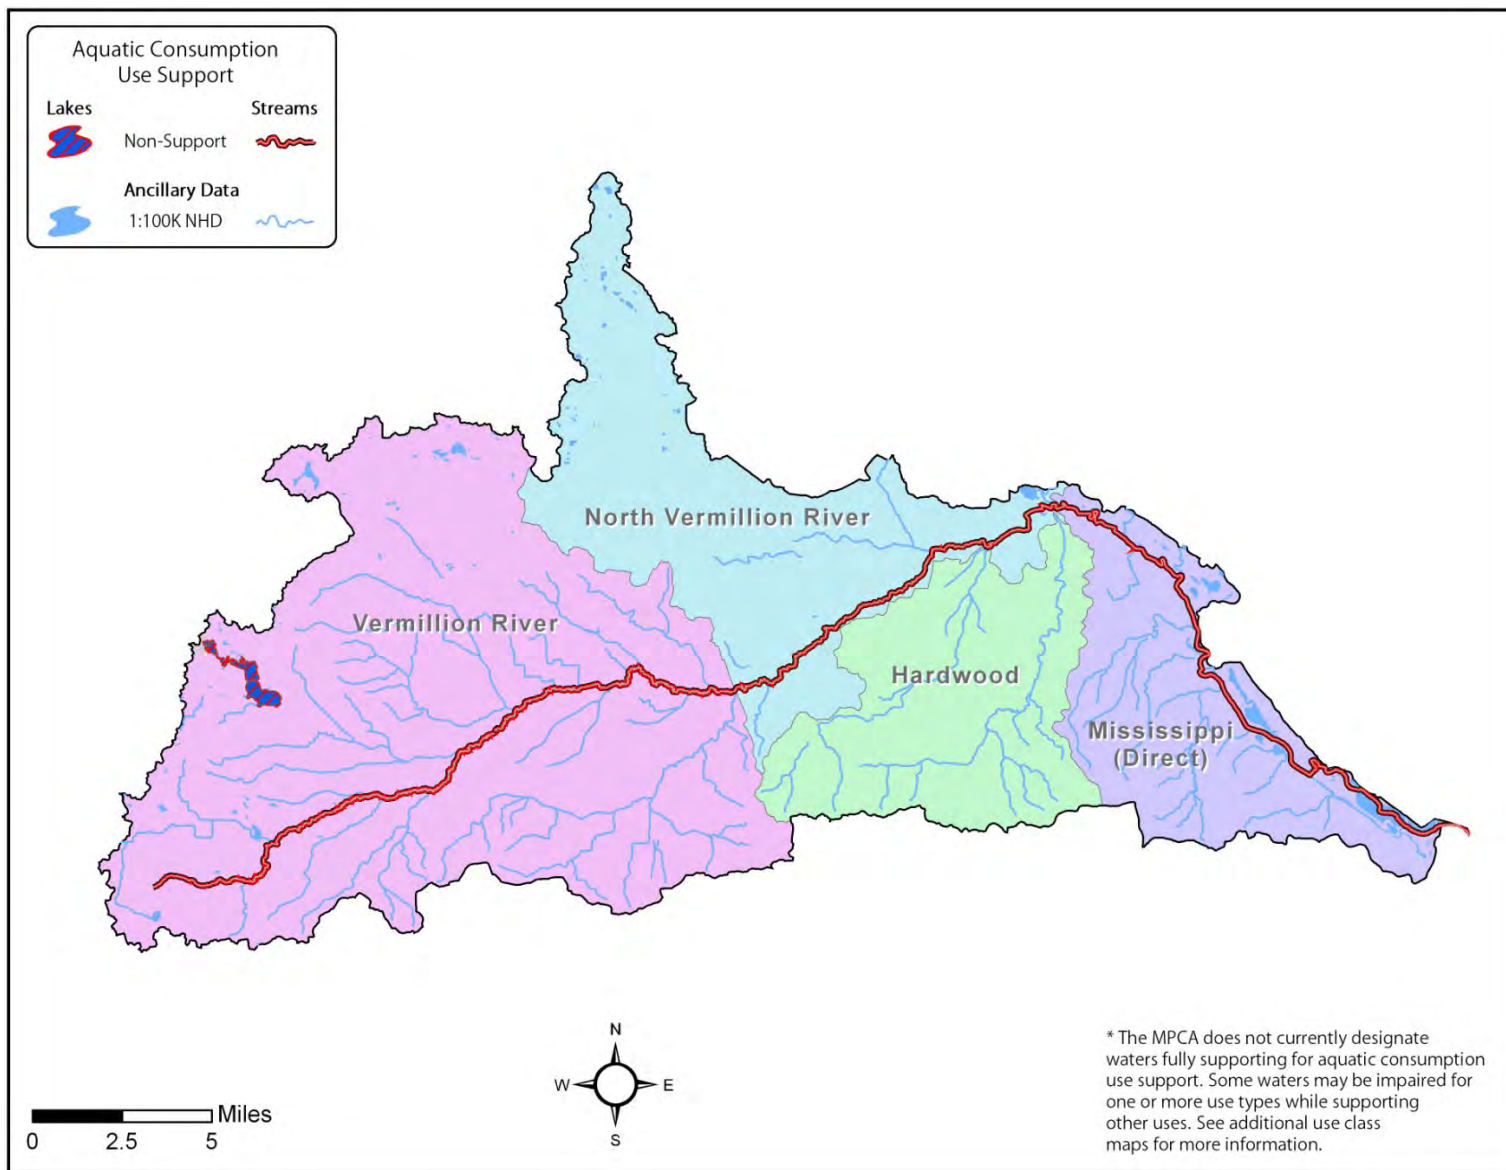 Aquatic Consumption
Use Support
Lakes
Streams
Non-Support
Ancillary Data
1:100K NHD
North Vermillion River
Vermillion River
Hardwood
Mississippi
(Direct)
N
W
E
S
Miles
0
2.5
5
* The MPCA does not currently designate
waters fully supporting for aquatic consumption
use support. Some waters may be impaired for
one or more use types while supporting
other uses. See additional use class
maps for more information.